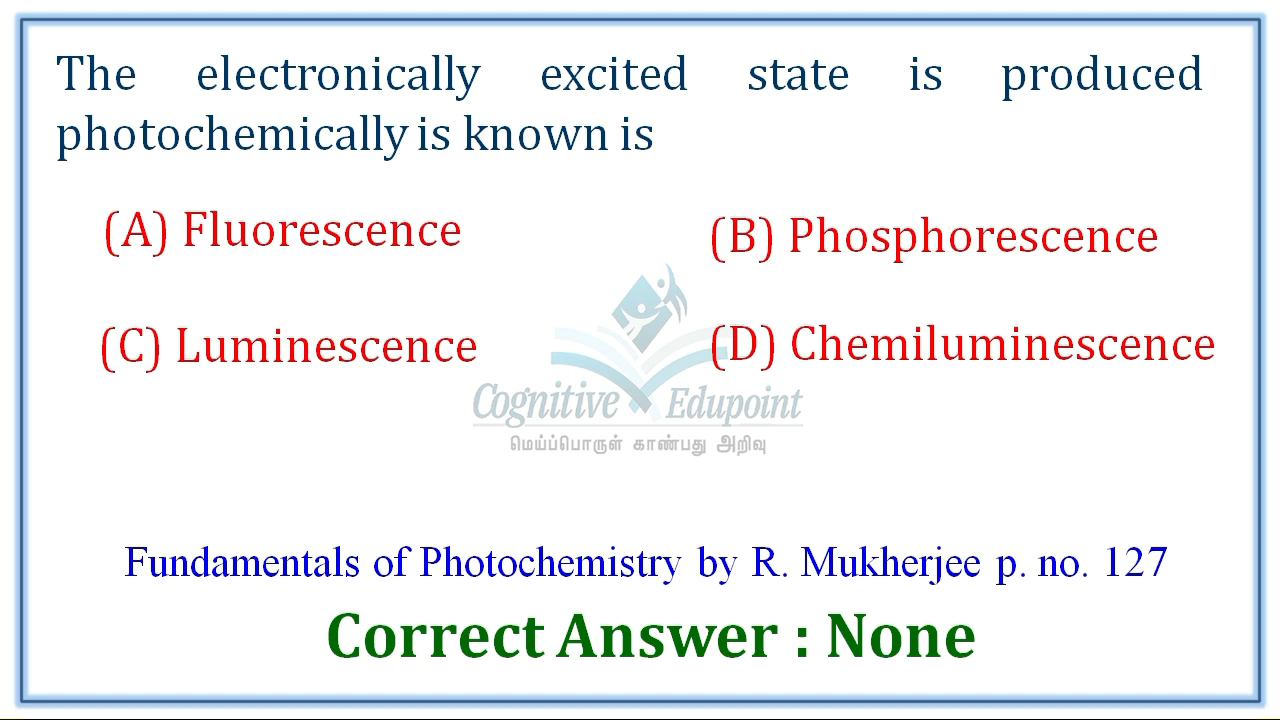 The electronically excited state is produced
photochemically is known is
(A) Fluorescence
(B) Phosphorescence
(C) Luminescence
(D) Chemiluminescence
Cognitive Edupoint
மெய்ப்பொருள் காண்பது அறிவு
Fundamentals of Photochemistry by R. Mukherjee p. no. 127
Correct Answer : None